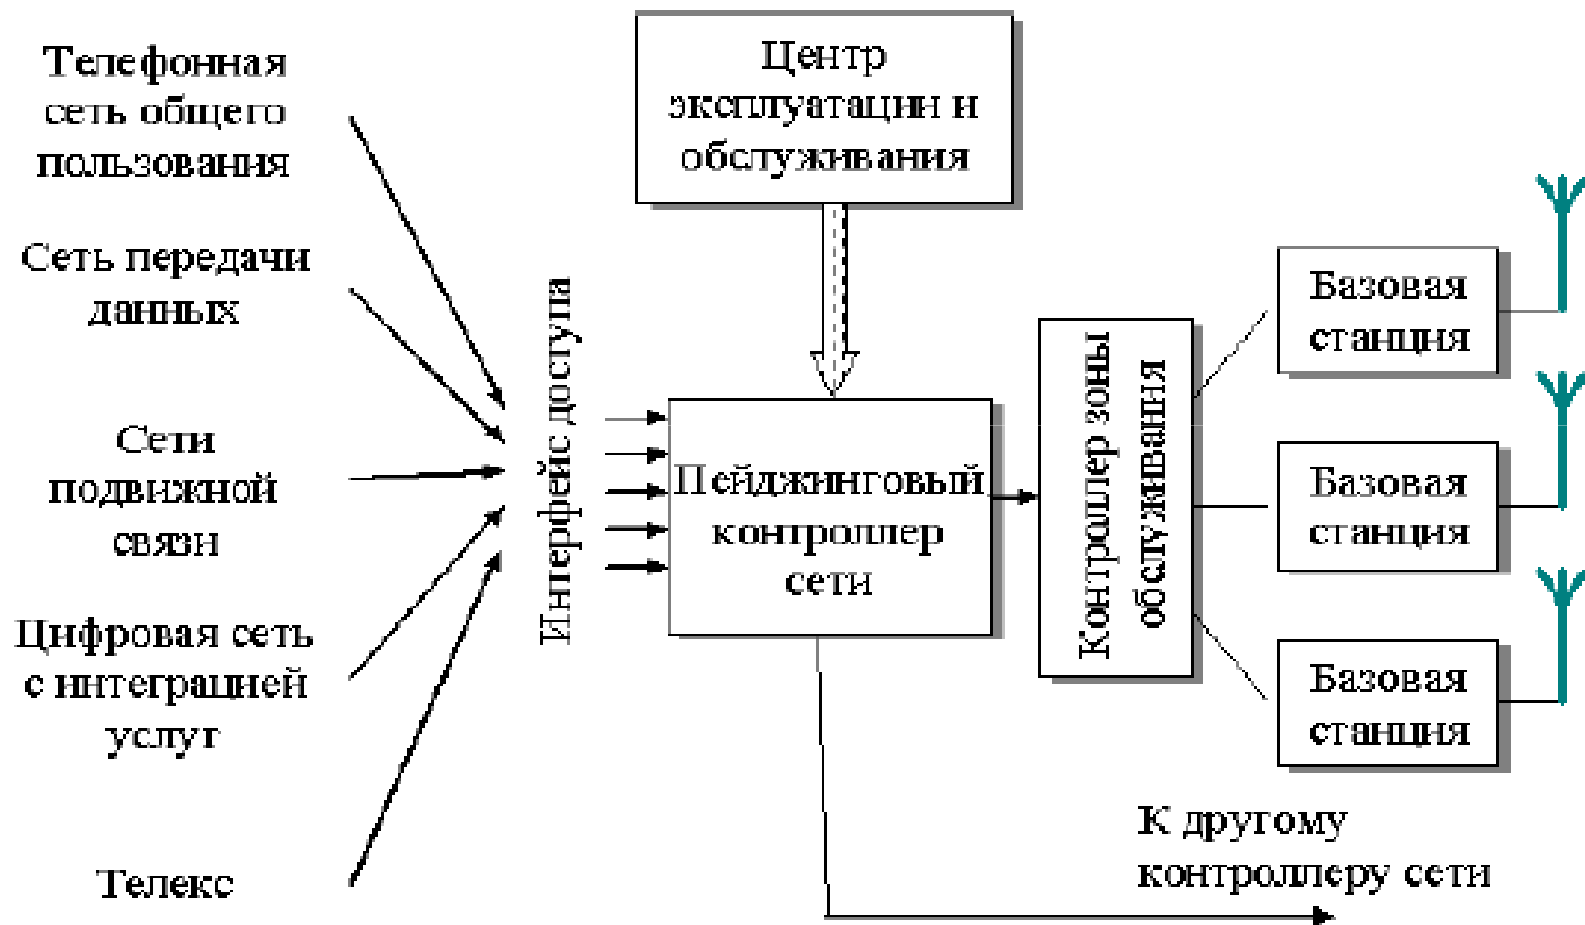 Телефонная
сеть общего
пользования
Сеть передачи
данных
Сети
подвижной
связи
Цифровая сеть
с интеграцией
услуг
Телекс
Интерфейс доступа
Центр
эксплуатации и
обслуживания
Пейджинговый
контроллер
сети
Контроллер зоны
обслуживания
Базовая
станция
Базовая
станция
Базовая
станция
К другому
контроллеру сети